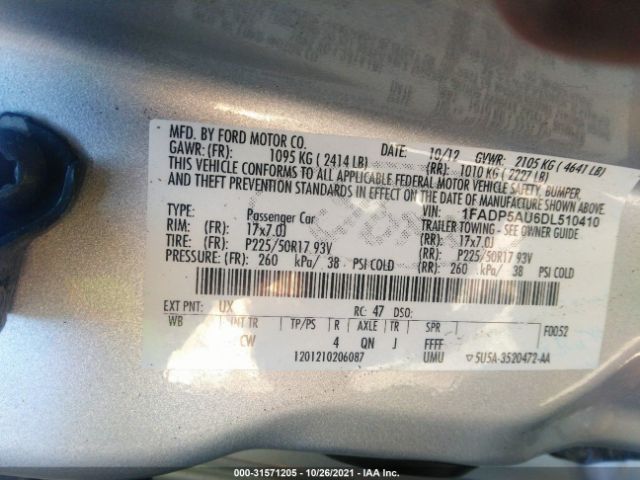 MFD. BY FORD MOTOR CO.
DATE: 10/12 GVWR: 2105 KG ( 4641 LB)
GAWR: (FR): 1095 KG ( 2414 LB) (RR): 1010 KG ( 2227 LB)
THIS VEHICLE CONFORMS TO ALL APPLICABLE FEDERAL MOTOR VEHICLE SAFETY, BUMPER
AND THEFT PREVENTION STANDARDS IN EFFECT ON THE DATE OF MANUFACTURE SHOWN ABOVE.
VIN: 1FADP5AU6DL510410
TYPE: Passenger Car TRAILER TOWING - SEE OWNER GUIDE
RIM: (FR): 17x7.0J (RR): 17x7.0J
TIRE: (FR): P225/50R17 93V (RR): P225/50R17 93V
PRESSURE: (FR): 260 kPa/ 38 PSI COLD (RR): 260 kPa/ 38 PSI COLD
EXT PNT: UX RC: 47 DSO:
WB INT TR TP/PS R AXLE TR SPR F0052
CW 4 QN J FFFF
1201210206087 UMU 5U5A-3520472-AA
000-31571205 - 10/26/2021 - IAA Inc.